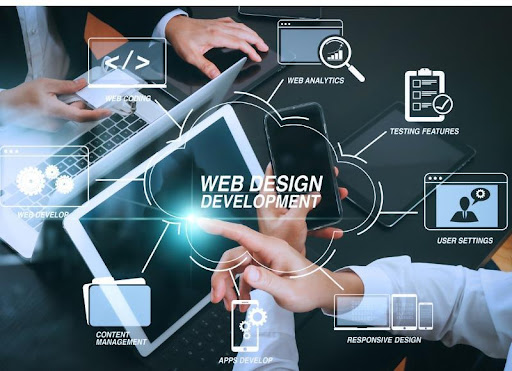 </>
WEB CODING
WEB ANALYTICS
TESTING FEATURES
WEB DESIGN
DEVELOPMENT
WEB DEVELOP
USER SETTINGS
CONTENT
MANAGEMENT
APPS DEVELOP
RESPONSIVE DESIGN